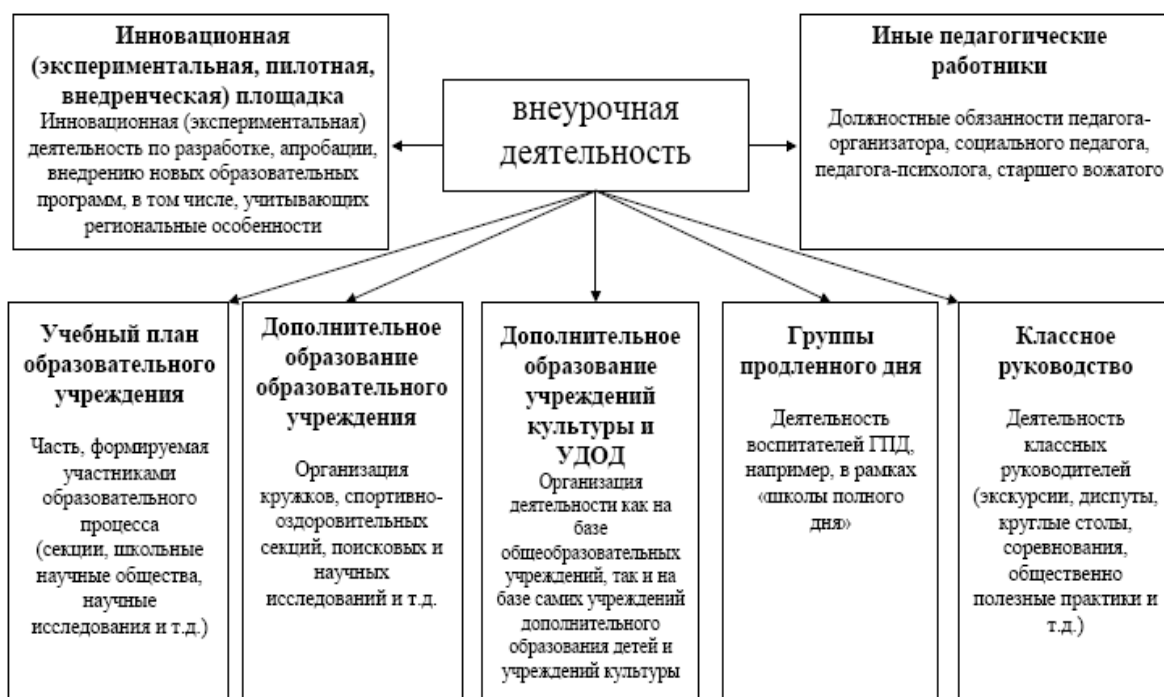 Инновационная
(экспериментальная, пилотная,
внедренческая) площадка
Инновационная (экспериментальная)
деятельность по разработке, апробации,
внедрению новых образовательных
программ, в том числе, учитывающих
региональные особенности
внеурочная
деятельность
Иные педагогические
работники
Должностные обязанности педагога-
организатора, социального педагога,
педагога-психолога, старшего вожатого
Учебный план
образовательного
учреждения
Часть, формируемая
участниками
образовательного
процесса
(секции, школьные
научные общества,
научные
исследования и т.д.)
Дополнительное
образование
образовательного
учреждения
Организация
кружков, спортивно-
оздоровительных
секций, поисковых и
научных
исследований и т.д.
Дополнительное
образование
учреждений
культуры и
УДОД
Организация
деятельности как на
базе
общеобразовательных
учреждений, так и на
базе самих учреждений
дополнительного
образования детей и
учреждений культуры
Группы
продленного дня
Деятельность
воспитателей ГПД,
например, в рамках
«школы полного
дня»
Классное
руководство
Деятельность
классных
руководителей
(экскурсии, диспуты,
круглые столы,
соревнования,
общественно
полезные практики и
т.д.)